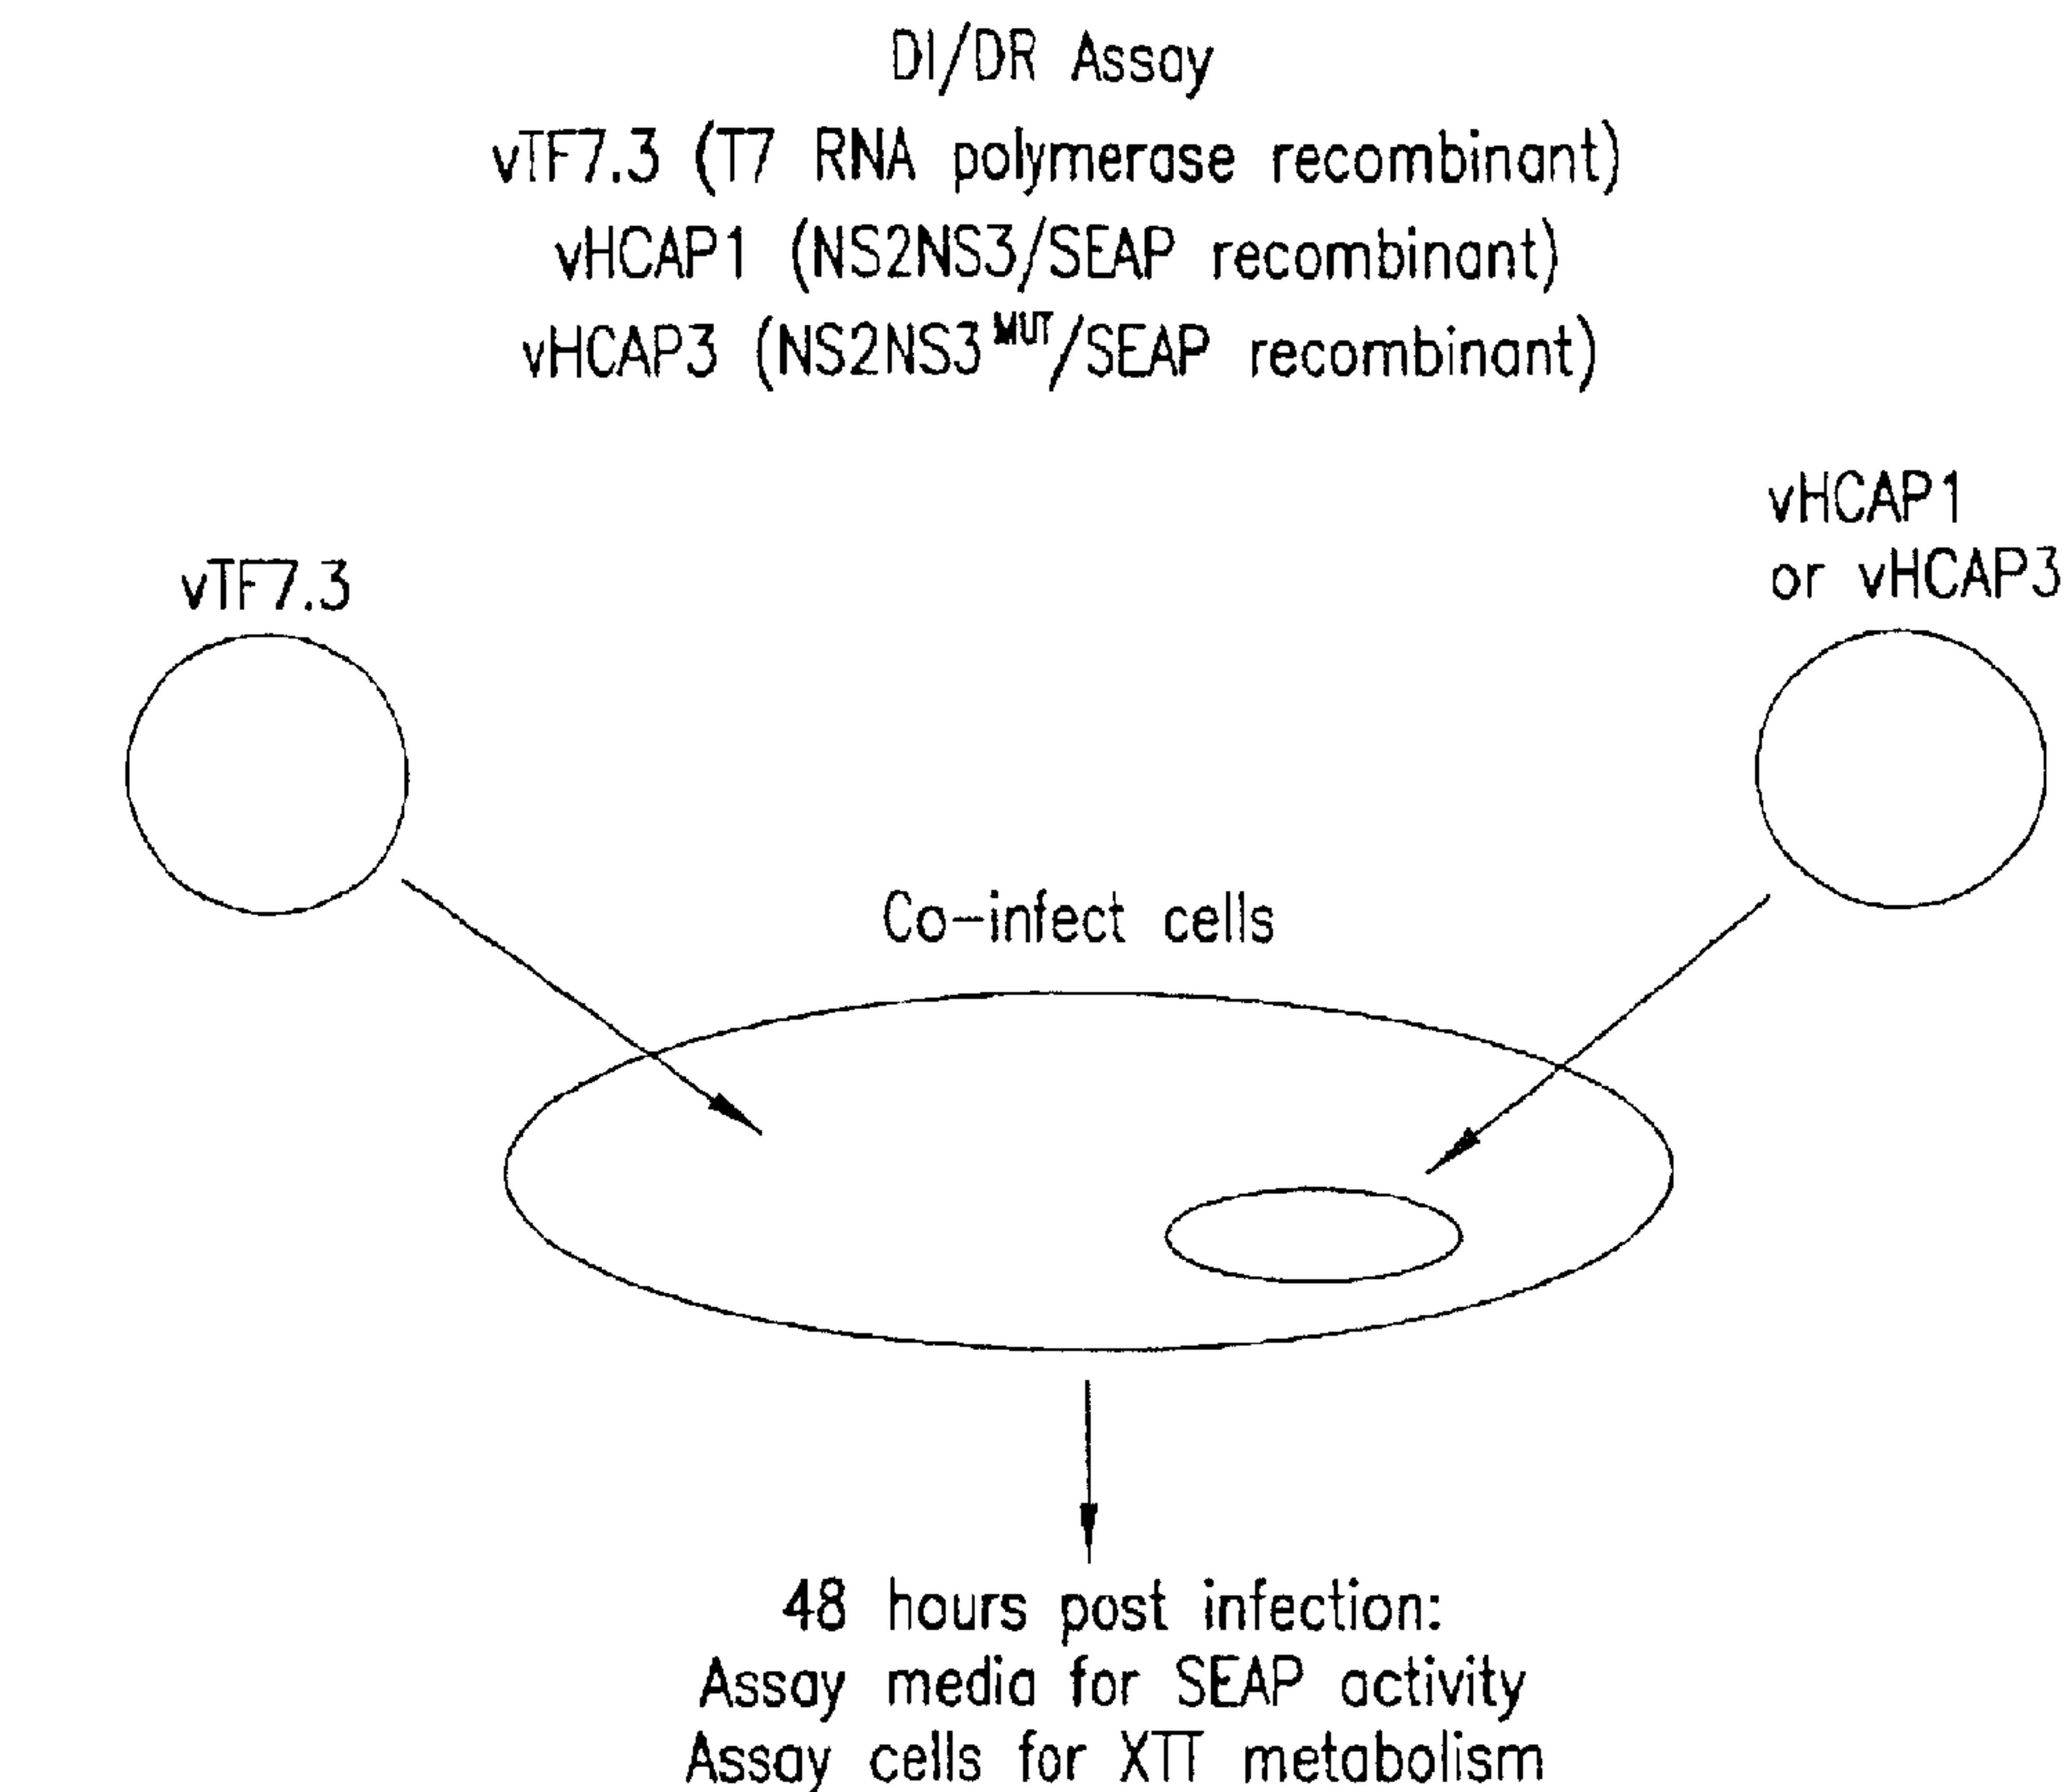 DI/DR Assay
vTF7.3 (T7 RNA polymerase recombinant)
vHCAP1 (NS2NS3/SEAP recombinant)
vHCAP3 (NS2NS3^MUT/SEAP recombinant)
vHCAP1
or vHCAP3
vTF7.3
Co-infect cells
48 hours post infection:
Assay media for SEAP activity
Assay cells for XTT metabolism